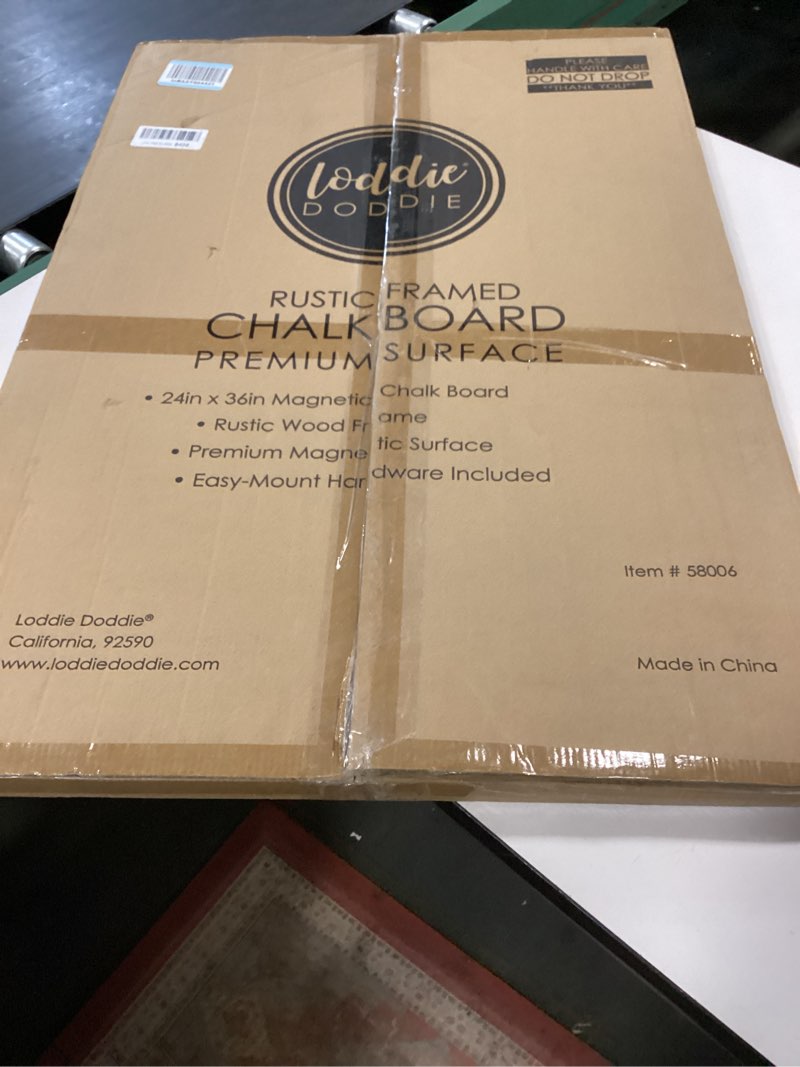 PLEASE
HANDLE WITH CARE
DO NOT DROP
**THANK YOU**
loddie®
DODDIE
RUSTIC FRAMED
CHALK BOARD
PREMIUM SURFACE
• 24in x 36in Magnetic Chalk Board
• Rustic Wood Frame
• Premium Magnetic Surface
• Easy-Mount Hardware Included
Item # 58006
Loddie Doddie®
California, 92590
www.loddiedoddie.com
Made in China